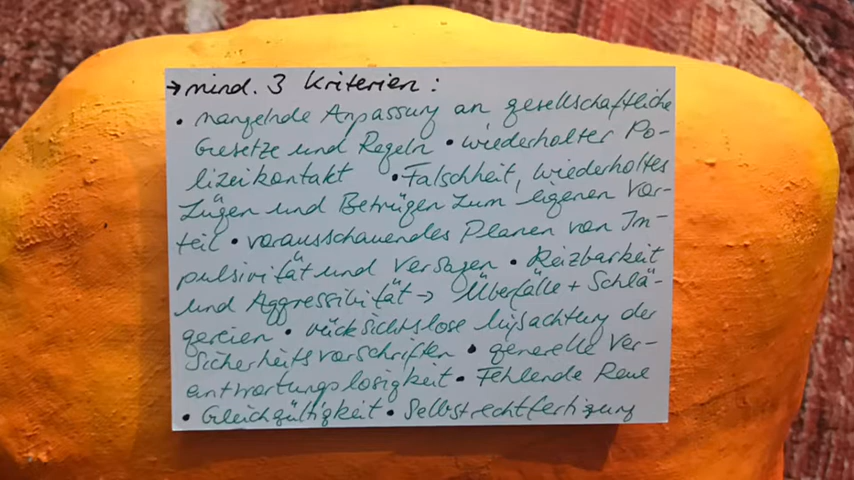 → mind. 3 Kriterien:
• mangelnde Anpassung an gesellschaftliche
Gesetze und Regeln • wiederholter Po-
lizeikontakt • Falschheit, wiederholtes
Lügen und Betrügen zum eigenen Vor-
teil • vorausschauendes Planen von Im-
pulsivität und Versagen • Reizbarkeit
und Aggressibilität → Überfälle + Schlä-
gereien • rücksichtslose Missachtung der
Sicherheitsvorschriften • generelle Ver-
antwortungslosigkeit • Fehlende Reue
• Gleichgültigkeit • Selbstrechtfertigung